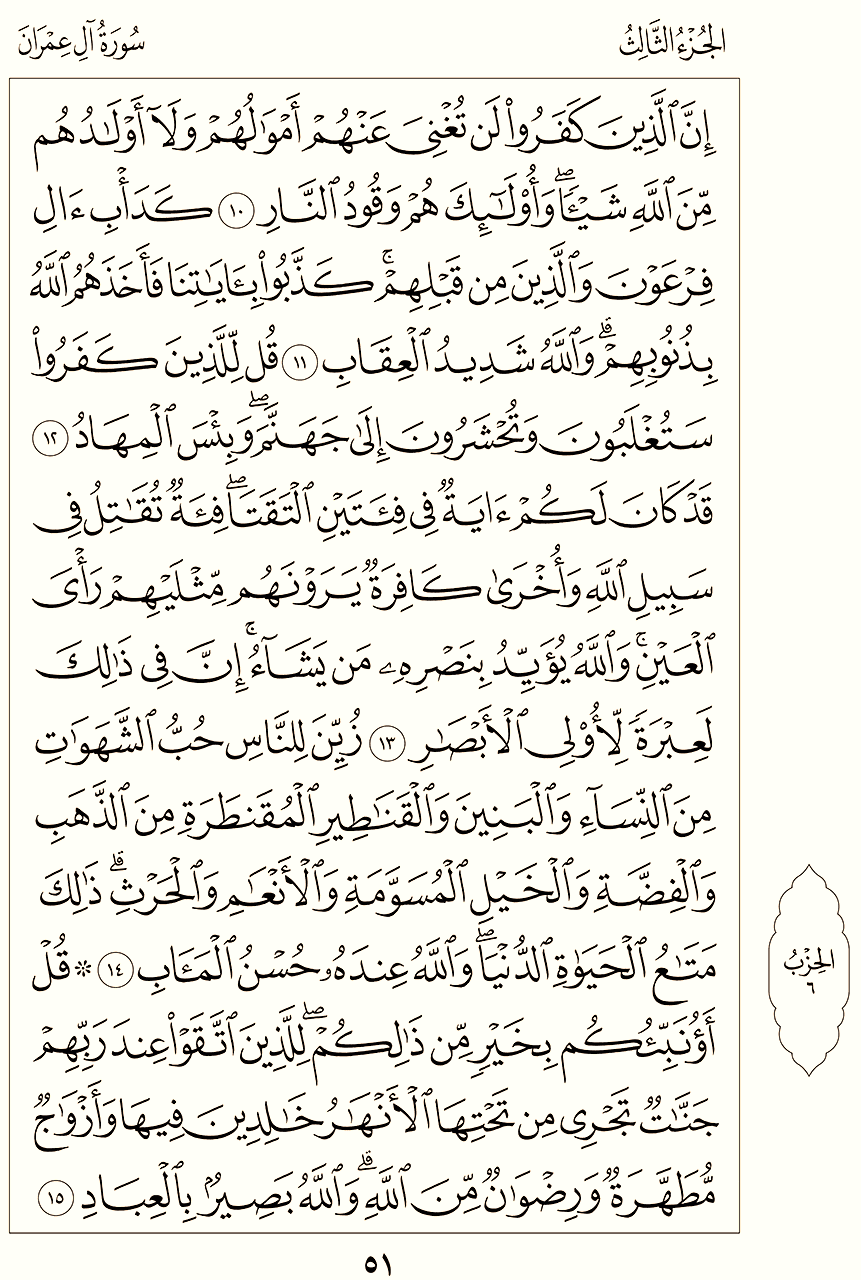 الجُزْءُ الثَّالِثُ
سُورَةُ آلِ عِمْرَانَ
إِنَّ ٱلَّذِينَ كَفَرُوا۟ لَن تُغْنِىَ عَنْهُمْ أَمْوَٰلُهُمْ وَلَآ أَوْلَـٰدُهُم
مِّنَ ٱللَّهِ شَيْـًٔا ۖ وَأُو۟لَـٰٓئِكَ هُمْ وَقُودُ ٱلنَّارِ ١٠ كَدَأْبِ ءَالِ
فِرْعَوْنَ وَٱلَّذِينَ مِن قَبْلِهِمْ ۚ كَذَّبُوا۟ بِـَٔايَـٰتِنَا فَأَخَذَهُمُ ٱللَّهُ
بِذُنُوبِهِمْ ۗ وَٱللَّهُ شَدِيدُ ٱلْعِقَابِ ١١ قُل لِّلَّذِينَ كَفَرُوا۟
سَتُغْلَبُونَ وَتُحْشَرُونَ إِلَىٰ جَهَنَّمَ ۖ وَبِئْسَ ٱلْمِهَادُ ١٢
قَدْ كَانَ لَكُمْ ءَايَةٌ فِى فِئَتَيْنِ ٱلْتَقَتَا ۖ فِئَةٌ تُقَـٰتِلُ فِى
سَبِيلِ ٱللَّهِ وَأُخْرَىٰ كَافِرَةٌ يَرَوْنَهُم مِّثْلَيْهِمْ رَأْىَ
ٱلْعَيْنِ ۚ وَٱللَّهُ يُؤَيِّدُ بِنَصْرِهِۦ مَن يَشَآءُ ۚ إِنَّ فِى ذَٰلِكَ
لَعِبْرَةً لِّأُو۟لِى ٱلْأَبْصَـٰرِ ١٣ زُيِّنَ لِلنَّاسِ حُبُّ ٱلشَّهَوَٰتِ
مِنَ ٱلنِّسَآءِ وَٱلْبَنِينَ وَٱلْقَنَـٰطِيرِ ٱلْمُقَنطَرَةِ مِنَ ٱلذَّهَبِ
وَٱلْفِضَّةِ وَٱلْخَيْلِ ٱلْمُسَوَّمَةِ وَٱلْأَنْعَـٰمِ وَٱلْحَرْثِ ۗ ذَٰلِكَ
مَتَـٰعُ ٱلْحَيَوٰةِ ٱلدُّنْيَا ۖ وَٱللَّهُ عِندَهُۥ حُسْنُ ٱلْمَـَٔابِ ١٤ ۞ قُلْ
أَؤُنَبِّئُكُم بِخَيْرٍ مِّن ذَٰلِكُمْ ۖ لِلَّذِينَ ٱتَّقَوْا۟ عِندَ رَبِّهِمْ
جَنَّـٰتٌ تَجْرِى مِن تَحْتِهَا ٱلْأَنْهَـٰرُ خَـٰلِدِينَ فِيهَا وَأَزْوَٰجٌ
مُّطَهَّرَةٌ وَرِضْوَٰنٌ مِّنَ ٱللَّهِ ۗ وَٱللَّهُ بَصِيرٌۢ بِٱلْعِبَادِ ١٥
الحِزْبُ
٦
٥١